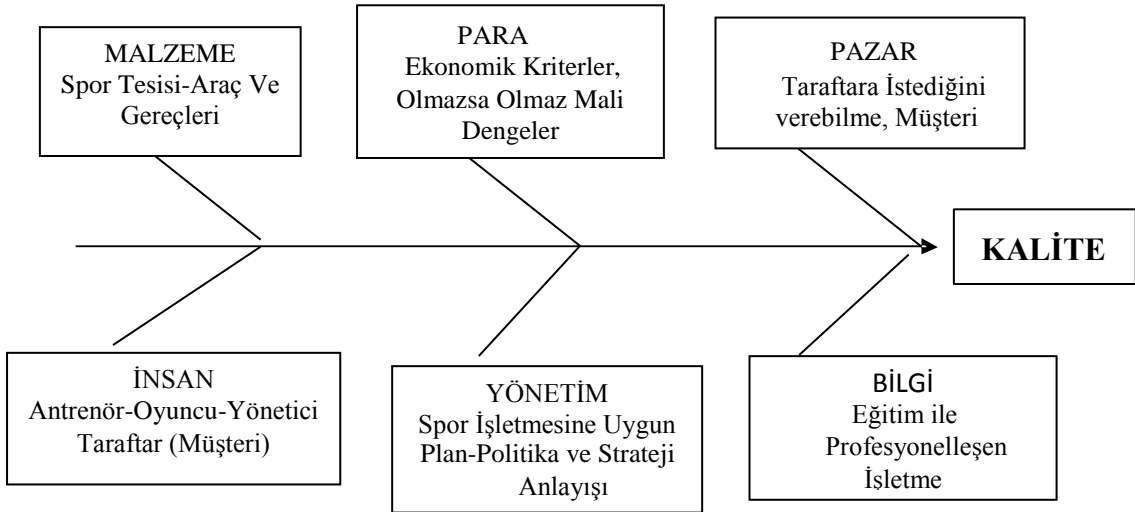 MALZEME
Spor Tesisi-Araç Ve
Gereçleri
PARA
Ekonomik Kriterler,
Olmazsa Olmaz Mali
Dengeler
PAZAR
Taraftara İstediğini
verebilme, Müşteri
KALİTE
İNSAN
Antrenör-Oyuncu-Yönetici
Taraftar (Müşteri)
YÖNETİM
Spor İşletmesine Uygun
Plan-Politika ve Strateji
Anlayışı
BİLGİ
Eğitim ile
Profesyonelleşen
İşletme